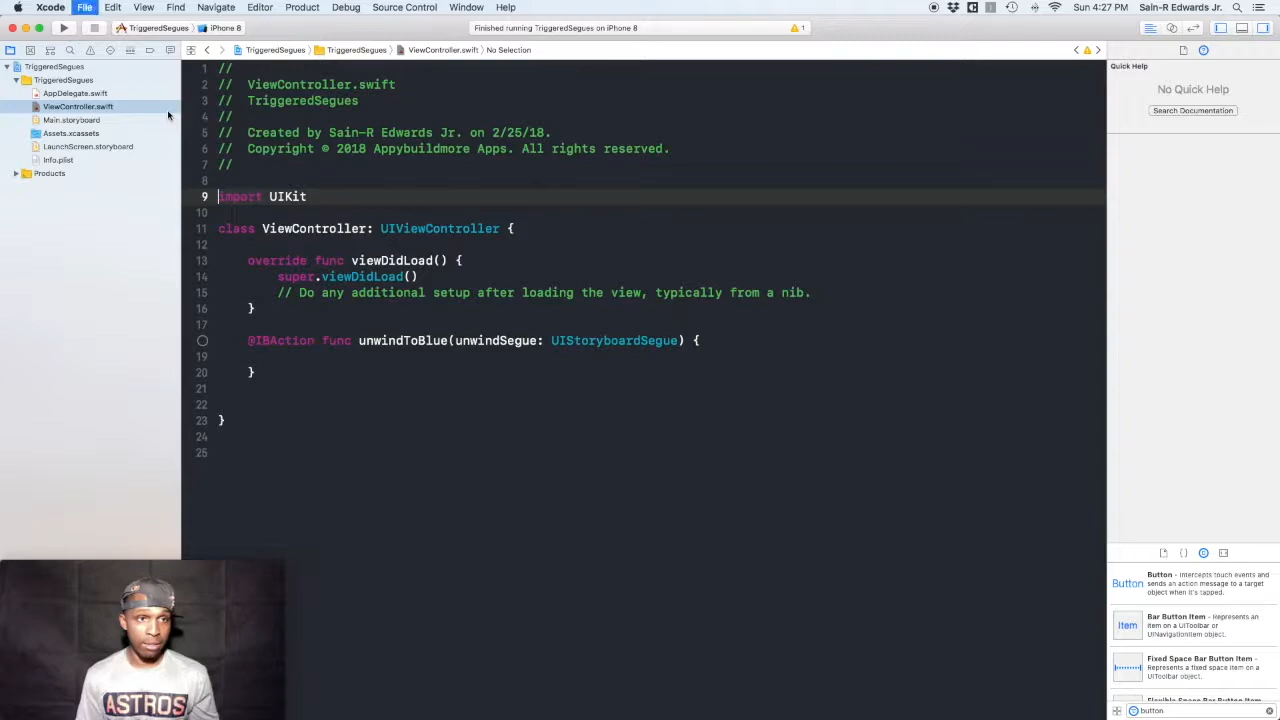 Xcode File Edit View Find Navigate Editor Product Debug Source Control Window Help Sun 4:27 PM Sain-R Edwards Jr.
TriggeredSegues iPhone 8 Finished running TriggeredSegues on iPhone 8 1
TriggeredSegues TriggeredSegues ViewController.swift No Selection
TriggeredSegues
TriggeredSegues
AppDelegate.swift
ViewController.swift
Main.storyboard
Assets.xcassets
LaunchScreen.storyboard
Info.plist
Products
1 //
2 // ViewController.swift
3 // TriggeredSegues
4 //
5 // Created by Sain-R Edwards Jr. on 2/25/18.
6 // Copyright © 2018 Appybuildmore Apps. All rights reserved.
7 //
8
9 import UIKit
10
11 class ViewController: UIViewController {
12
13 override func viewDidLoad() {
14 super.viewDidLoad()
15 // Do any additional setup after loading the view, typically from a nib.
16 }
17
@IBAction func unwindToBlue(unwindSegue: UIStoryboardSegue) {
19
20 }
21
22
23 }
24
25
Quick Help
No Quick Help
Search Documentation
Button
Button - Intercepts touch events and
sends an action message to a target
object when it's tapped.
Item
Bar Button Item - Represents an
item on a UIToolbar or
UINavigationItem object.
Fixed Space Bar Button Item -
Represents a fixed space item on a
UIToolbar object.
Flexible Space Bar Button Item
button
ASTROS